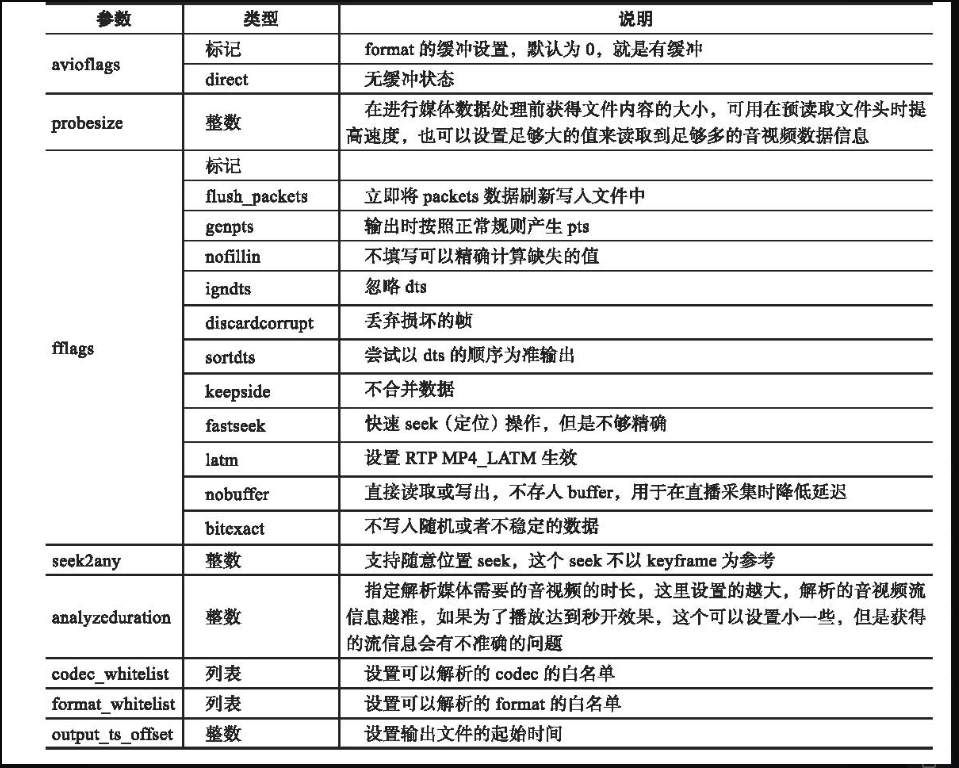 参数 类型 说明
avioflags 标记 format 的缓冲设置，默认为 0，就是有缓冲
direct 无缓冲状态
probesize 整数 在进行媒体数据处理前获得文件内容的大小，可用在预读取文件头时提
高速度，也可以设置足够大的值来读取到足够多的音视频数据信息
fflags 标记
flush_packets 立即将 packets 数据刷新写入文件中
genpts 输出时按照正常规则产生 pts
nofillin 不填写可以精确计算缺失的值
igndts 忽略 dts
discardcorrupt 丢弃损坏的帧
sortdts 尝试以 dts 的顺序为准输出
keepside 不合并数据
fastseek 快速 seek（定位）操作，但是不够精确
latm 设置 RTP MP4_LATM 生效
nobuffer 直接读取或写出，不存人 buffer，用于在直播采集时降低延迟
bitexact 不写入随机或者不稳定的数据
seek2any 整数 支持随意位置 seek，这个 seek 不以 keyframe 为参考
analyzeduration 整数 指定解析媒体需要的音视频的时长，这里设置的越大，解析的音视频流
信息越准，如果为了播放达到秒开效果，这个可以设置小一些，但是获得
的流信息会有不准确的问题
codec_whitelist 列表 设置可以解析的 codec 的白名单
format_whitelist 列表 设置可以解析的 format 的白名单
output_ts_offset 整数 设置输出文件的起始时间